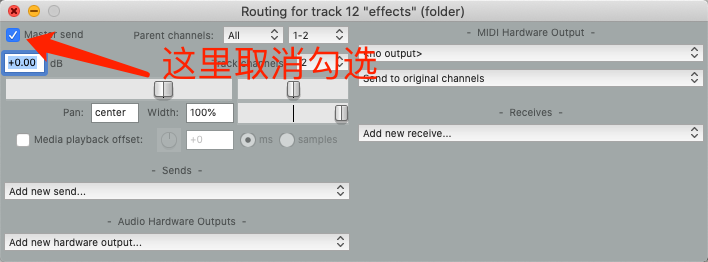 Routing for track 12 "effects" (folder)
Master send
Parent channels:
All
1-2
+0.00
dB
这里取消勾选
Track channels:
2
Pan:
center
Width:
100%
Media playback offset:
+0
ms
samples
- Sends -
Add new send...
- Audio Hardware Outputs -
Add new hardware output...
- MIDI Hardware Output -
<no output>
Send to original channels
- Receives -
Add new receive...